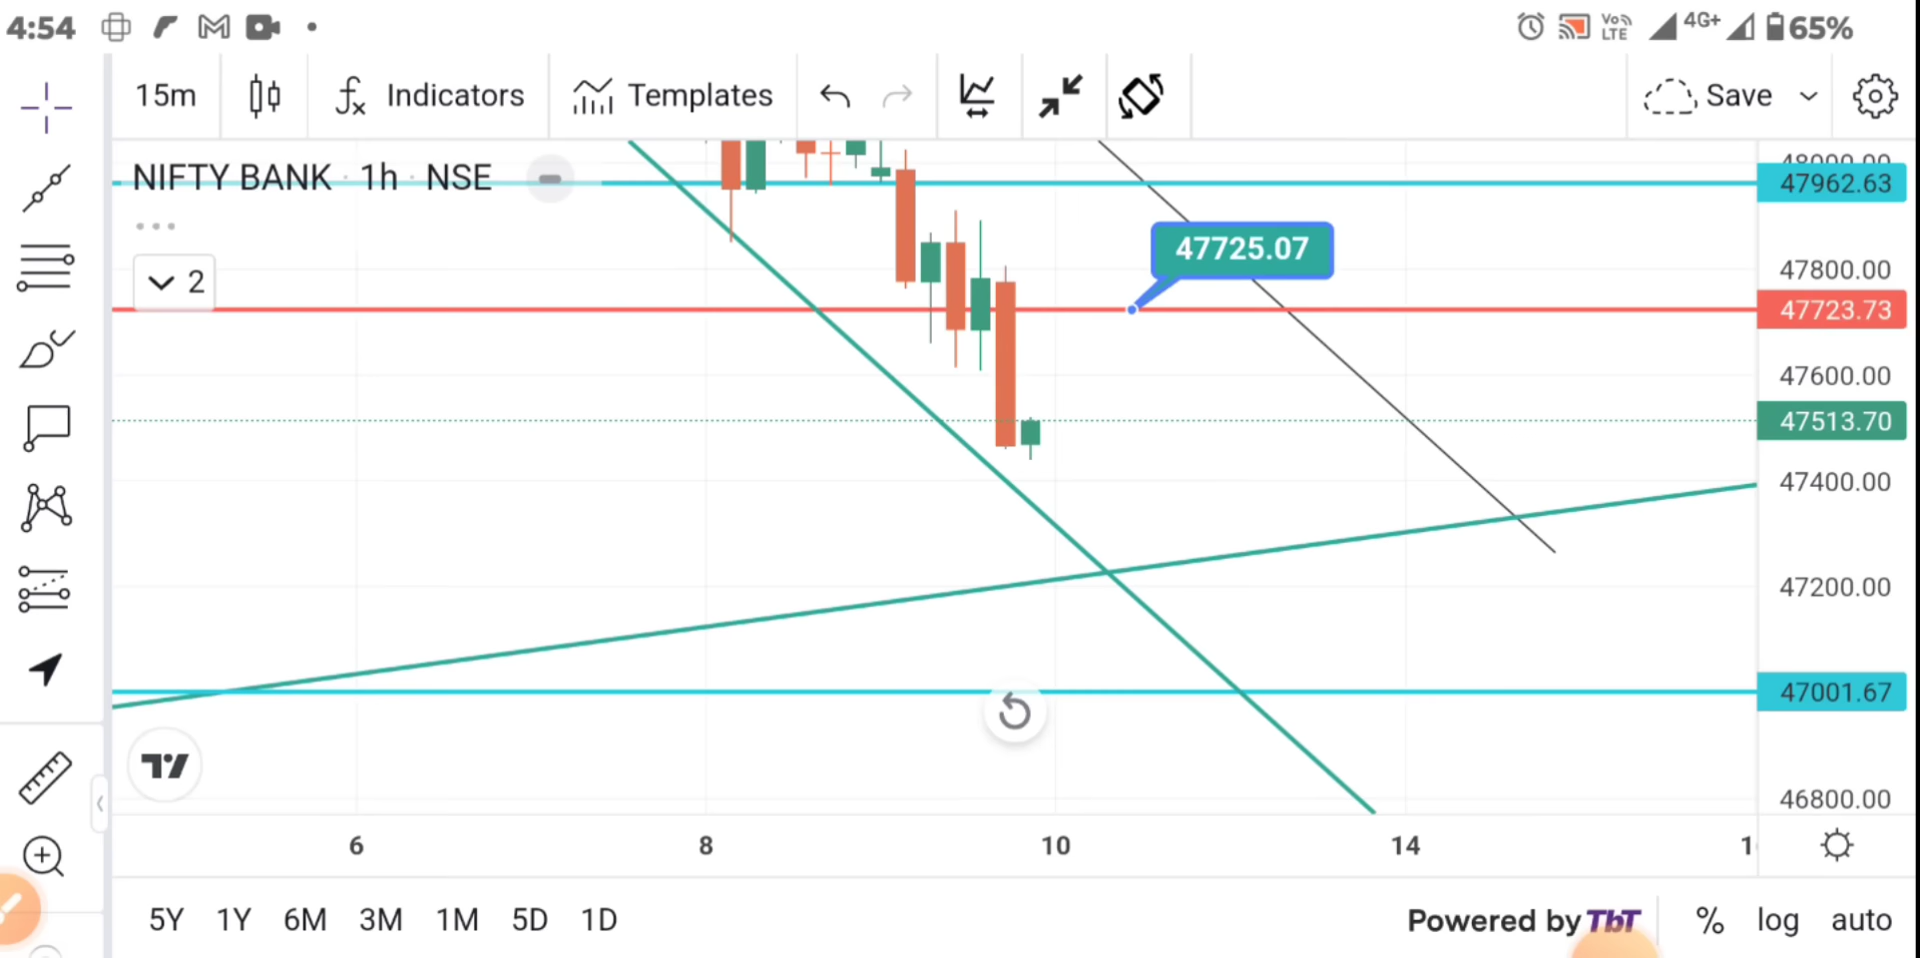 4:54 VoLTE 4G+ 65%
15m Indicators Templates Save
NIFTY BANK · 1h · NSE
2
47725.07
48000.00
47962.63
47800.00
47723.73
47600.00
47513.70
47400.00
47200.00
47001.67
46800.00
6 8 10 14
5Y 1Y 6M 3M 1M 5D 1D Powered by TbT % log auto